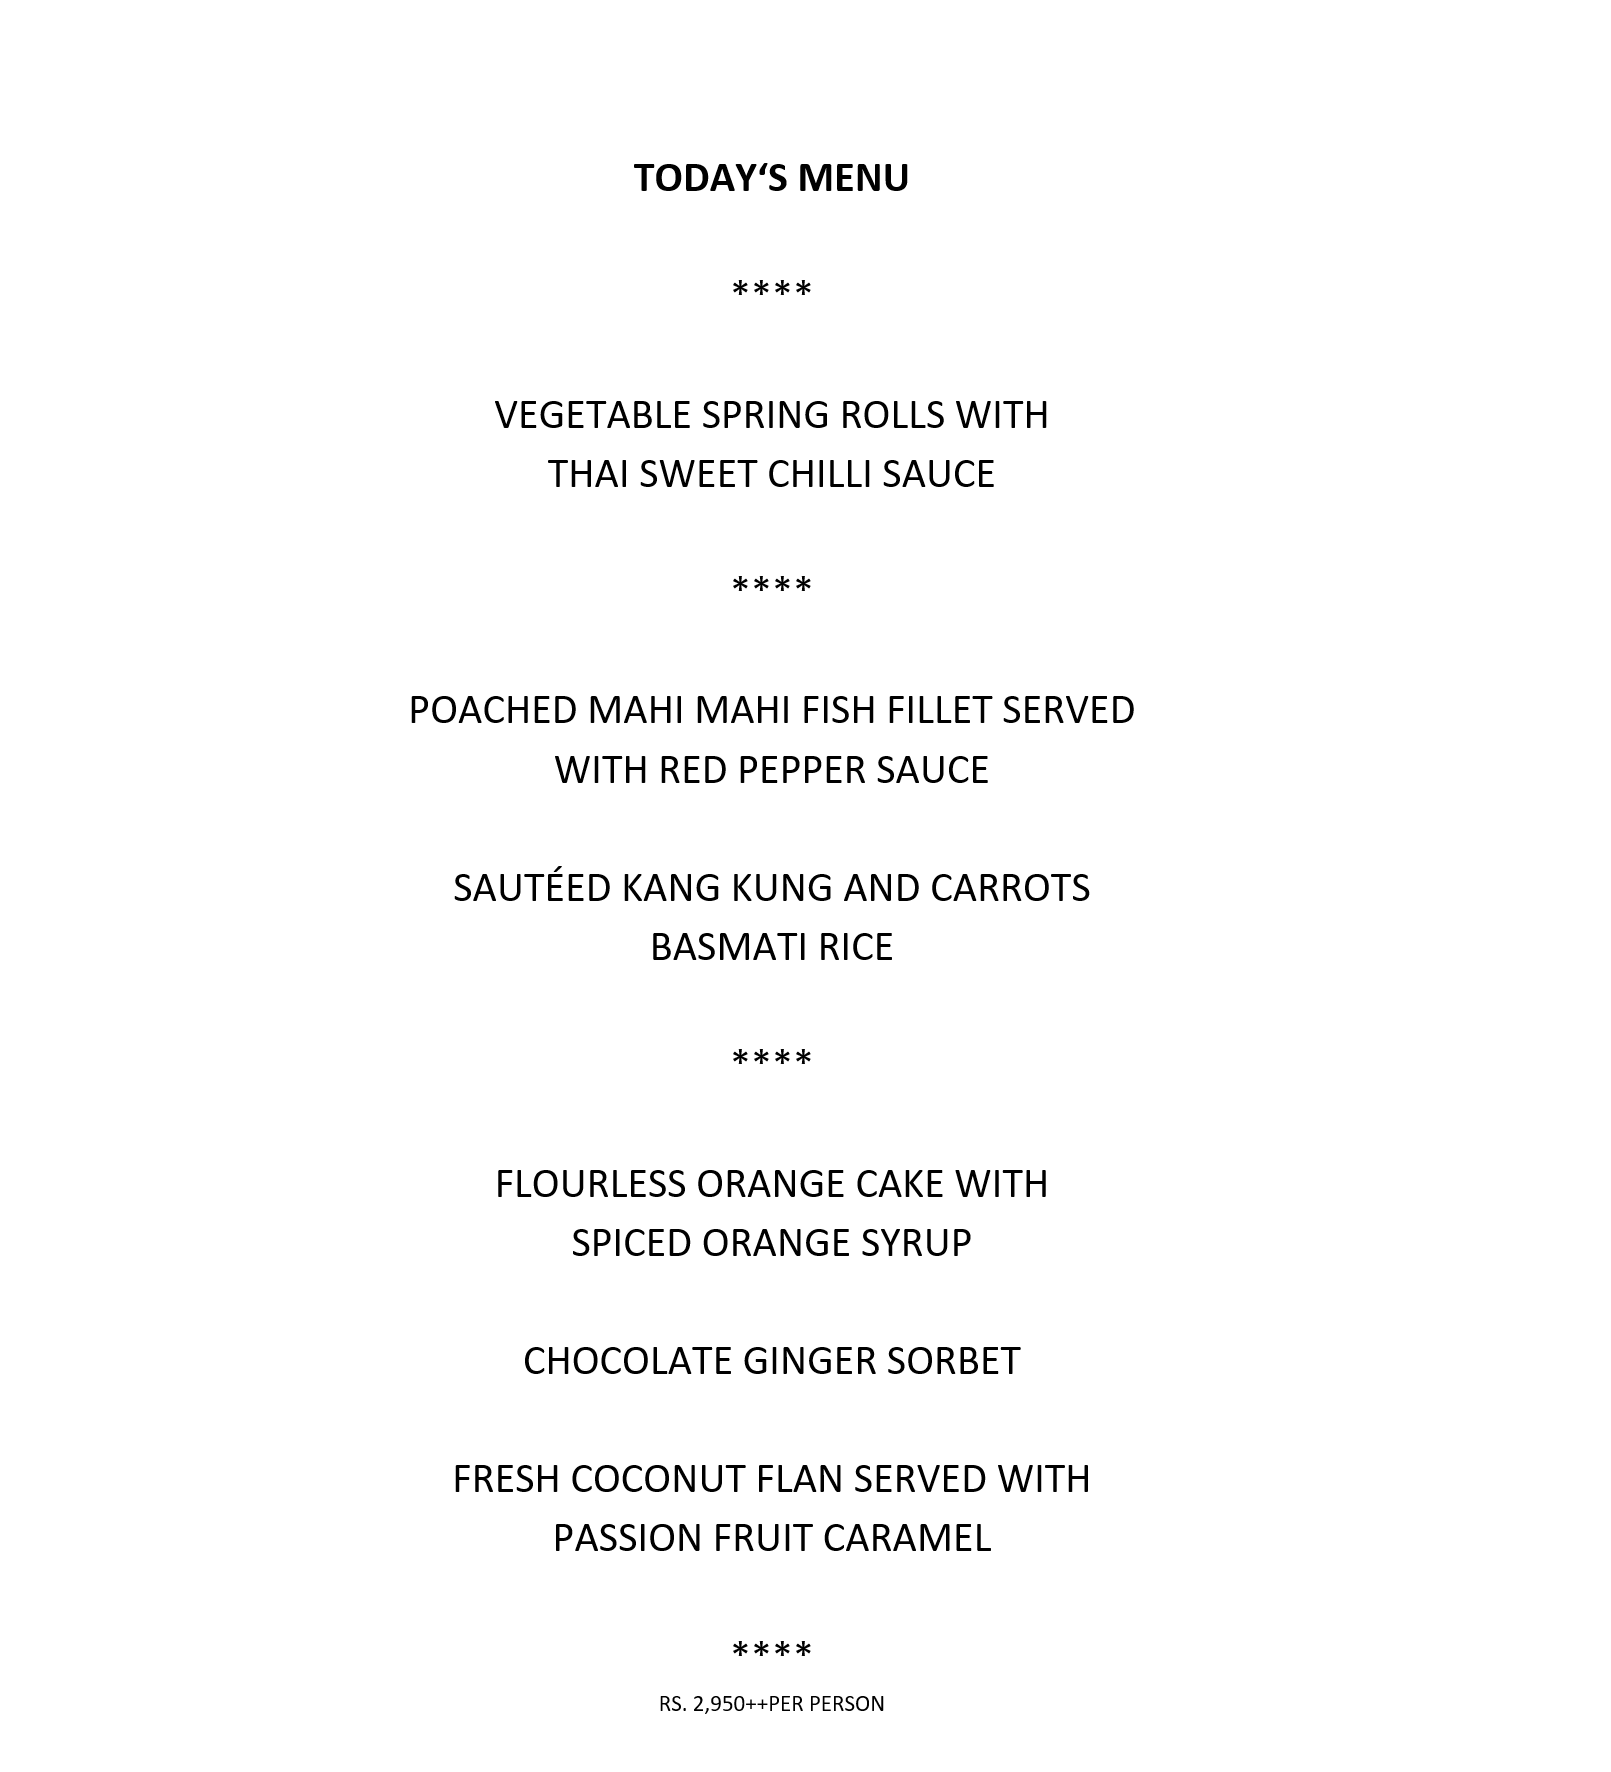 TODAY‘S MENU
****
VEGETABLE SPRING ROLLS WITH
THAI SWEET CHILLI SAUCE
****
POACHED MAHI MAHI FISH FILLET SERVED
WITH RED PEPPER SAUCE
SAUTÉED KANG KUNG AND CARROTS
BASMATI RICE
****
FLOURLESS ORANGE CAKE WITH
SPICED ORANGE SYRUP
CHOCOLATE GINGER SORBET
FRESH COCONUT FLAN SERVED WITH
PASSION FRUIT CARAMEL
****
RS. 2,950++PER PERSON